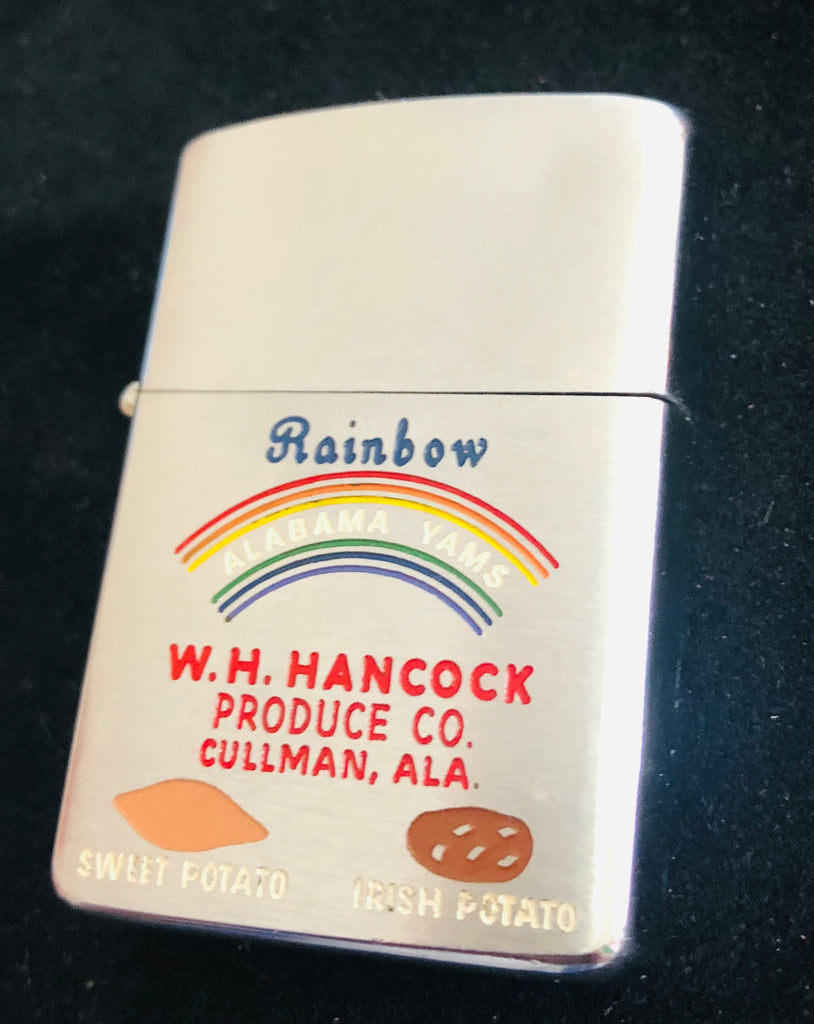 Rainbow
ALABAMA YAMS
W.H. HANCOCK
PRODUCE CO.
CULLMAN, ALA.
SWEET POTATO
IRISH POTATO